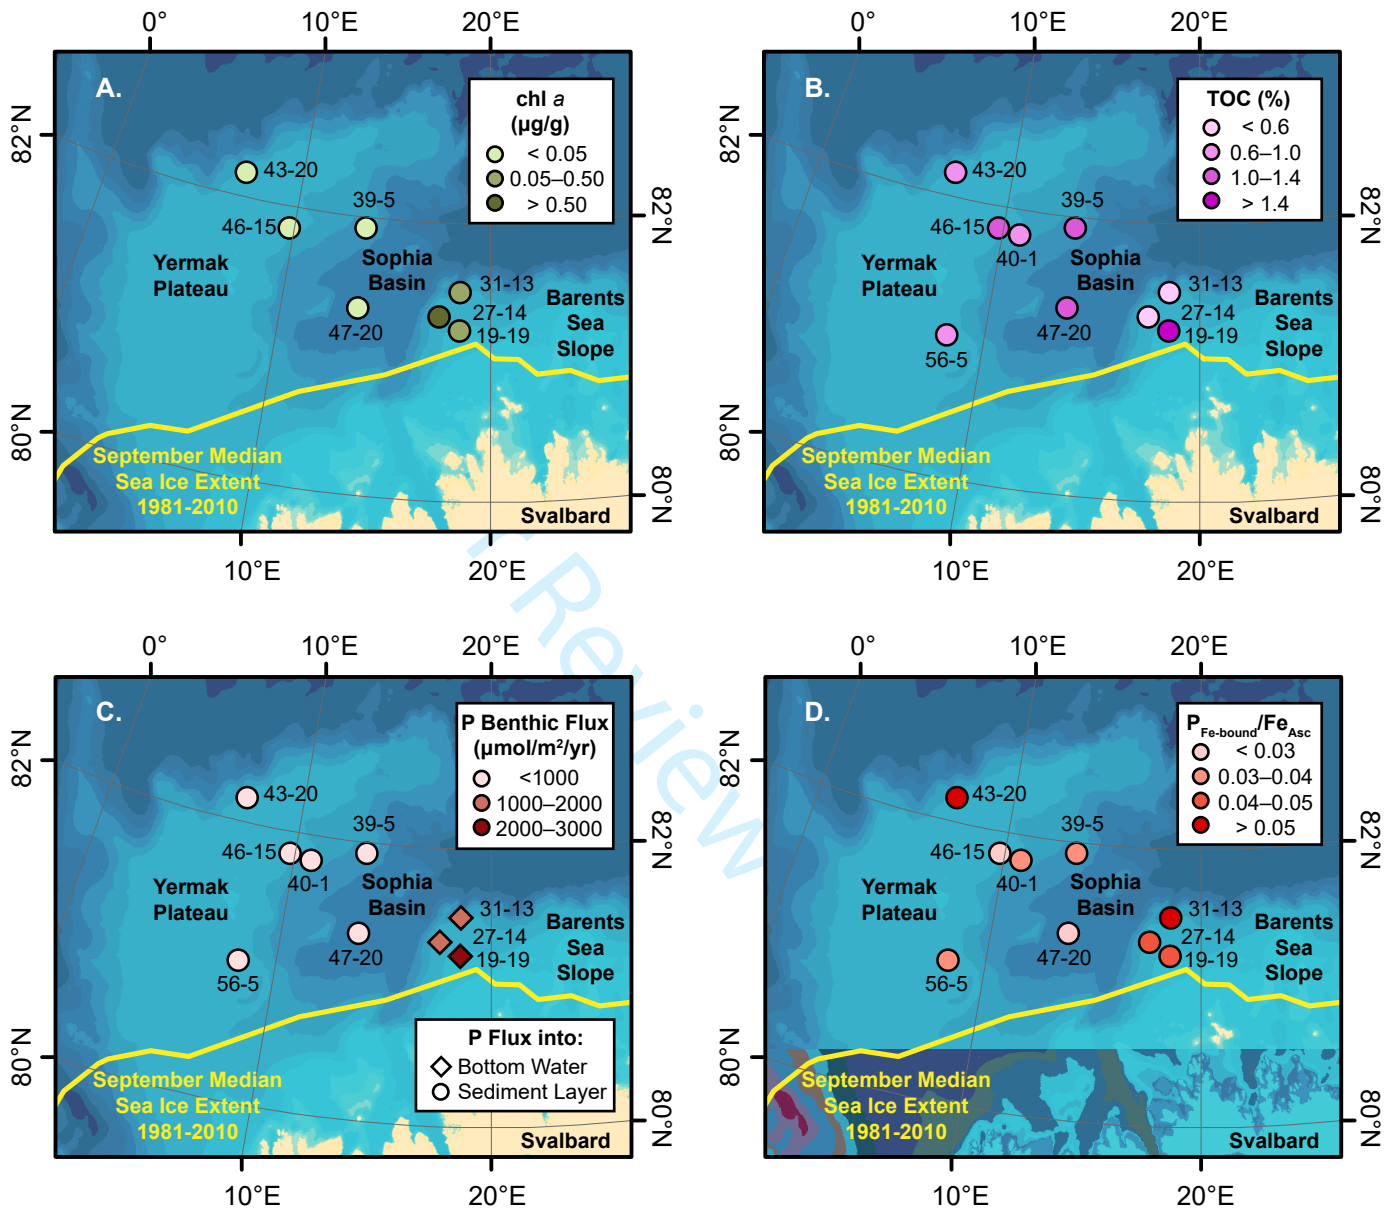 0°
10°E
20°E
A.
chl a
(µg/g)
< 0.05
0.05–0.50
> 0.50
82°N
82°N
43-20
39-5
46-15
Yermak
Plateau
Sophia
Basin
31-13
27-14
19-19
47-20
Barents
Sea
Slope
80°N
80°N
September Median
Sea Ice Extent
1981-2010
Svalbard
10°E
20°E
0°
10°E
20°E
B.
TOC (%)
< 0.6
0.6–1.0
1.0–1.4
> 1.4
82°N
82°N
43-20
39-5
46-15
40-1
Yermak
Plateau
Sophia
Basin
31-13
27-14
19-19
47-20
56-5
Barents
Sea
Slope
80°N
80°N
September Median
Sea Ice Extent
1981-2010
Svalbard
10°E
20°E
r Review
0°
10°E
20°E
C.
P Benthic Flux
(µmol/m²/yr)
<1000
1000–2000
2000–3000
82°N
82°N
43-20
39-5
46-15
40-1
Yermak
Plateau
Sophia
Basin
31-13
27-14
19-19
47-20
56-5
Barents
Sea
Slope
P Flux into:
Bottom Water
Sediment Layer
80°N
80°N
September Median
Sea Ice Extent
1981-2010
Svalbard
10°E
20°E
0°
10°E
20°E
D.
PFe-bound/FeAsc
< 0.03
0.03–0.04
0.04–0.05
> 0.05
82°N
82°N
43-20
39-5
46-15
40-1
Yermak
Plateau
Sophia
Basin
31-13
27-14
19-19
47-20
56-5
Barents
Sea
Slope
80°N
80°N
September Median
Sea Ice Extent
1981-2010
Svalbard
10°E
20°E